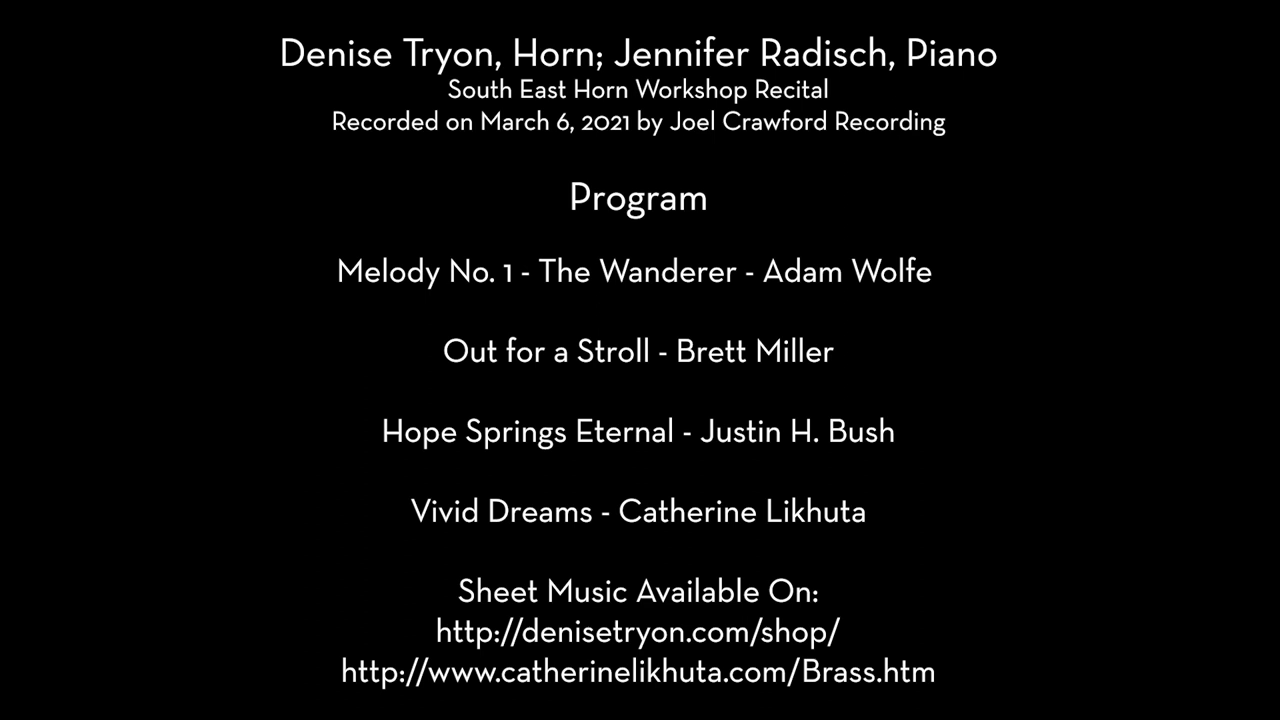 Denise Tryon, Horn; Jennifer Radisch, Piano
South East Horn Workshop Recital
Recorded on March 6, 2021 by Joel Crawford Recording
Program
Melody No. 1 - The Wanderer - Adam Wolfe
Out for a Stroll - Brett Miller
Hope Springs Eternal - Justin H. Bush
Vivid Dreams - Catherine Likhuta
Sheet Music Available On:
http://denisetryon.com/shop/
http://www.catherinelikhuta.com/Brass.htm